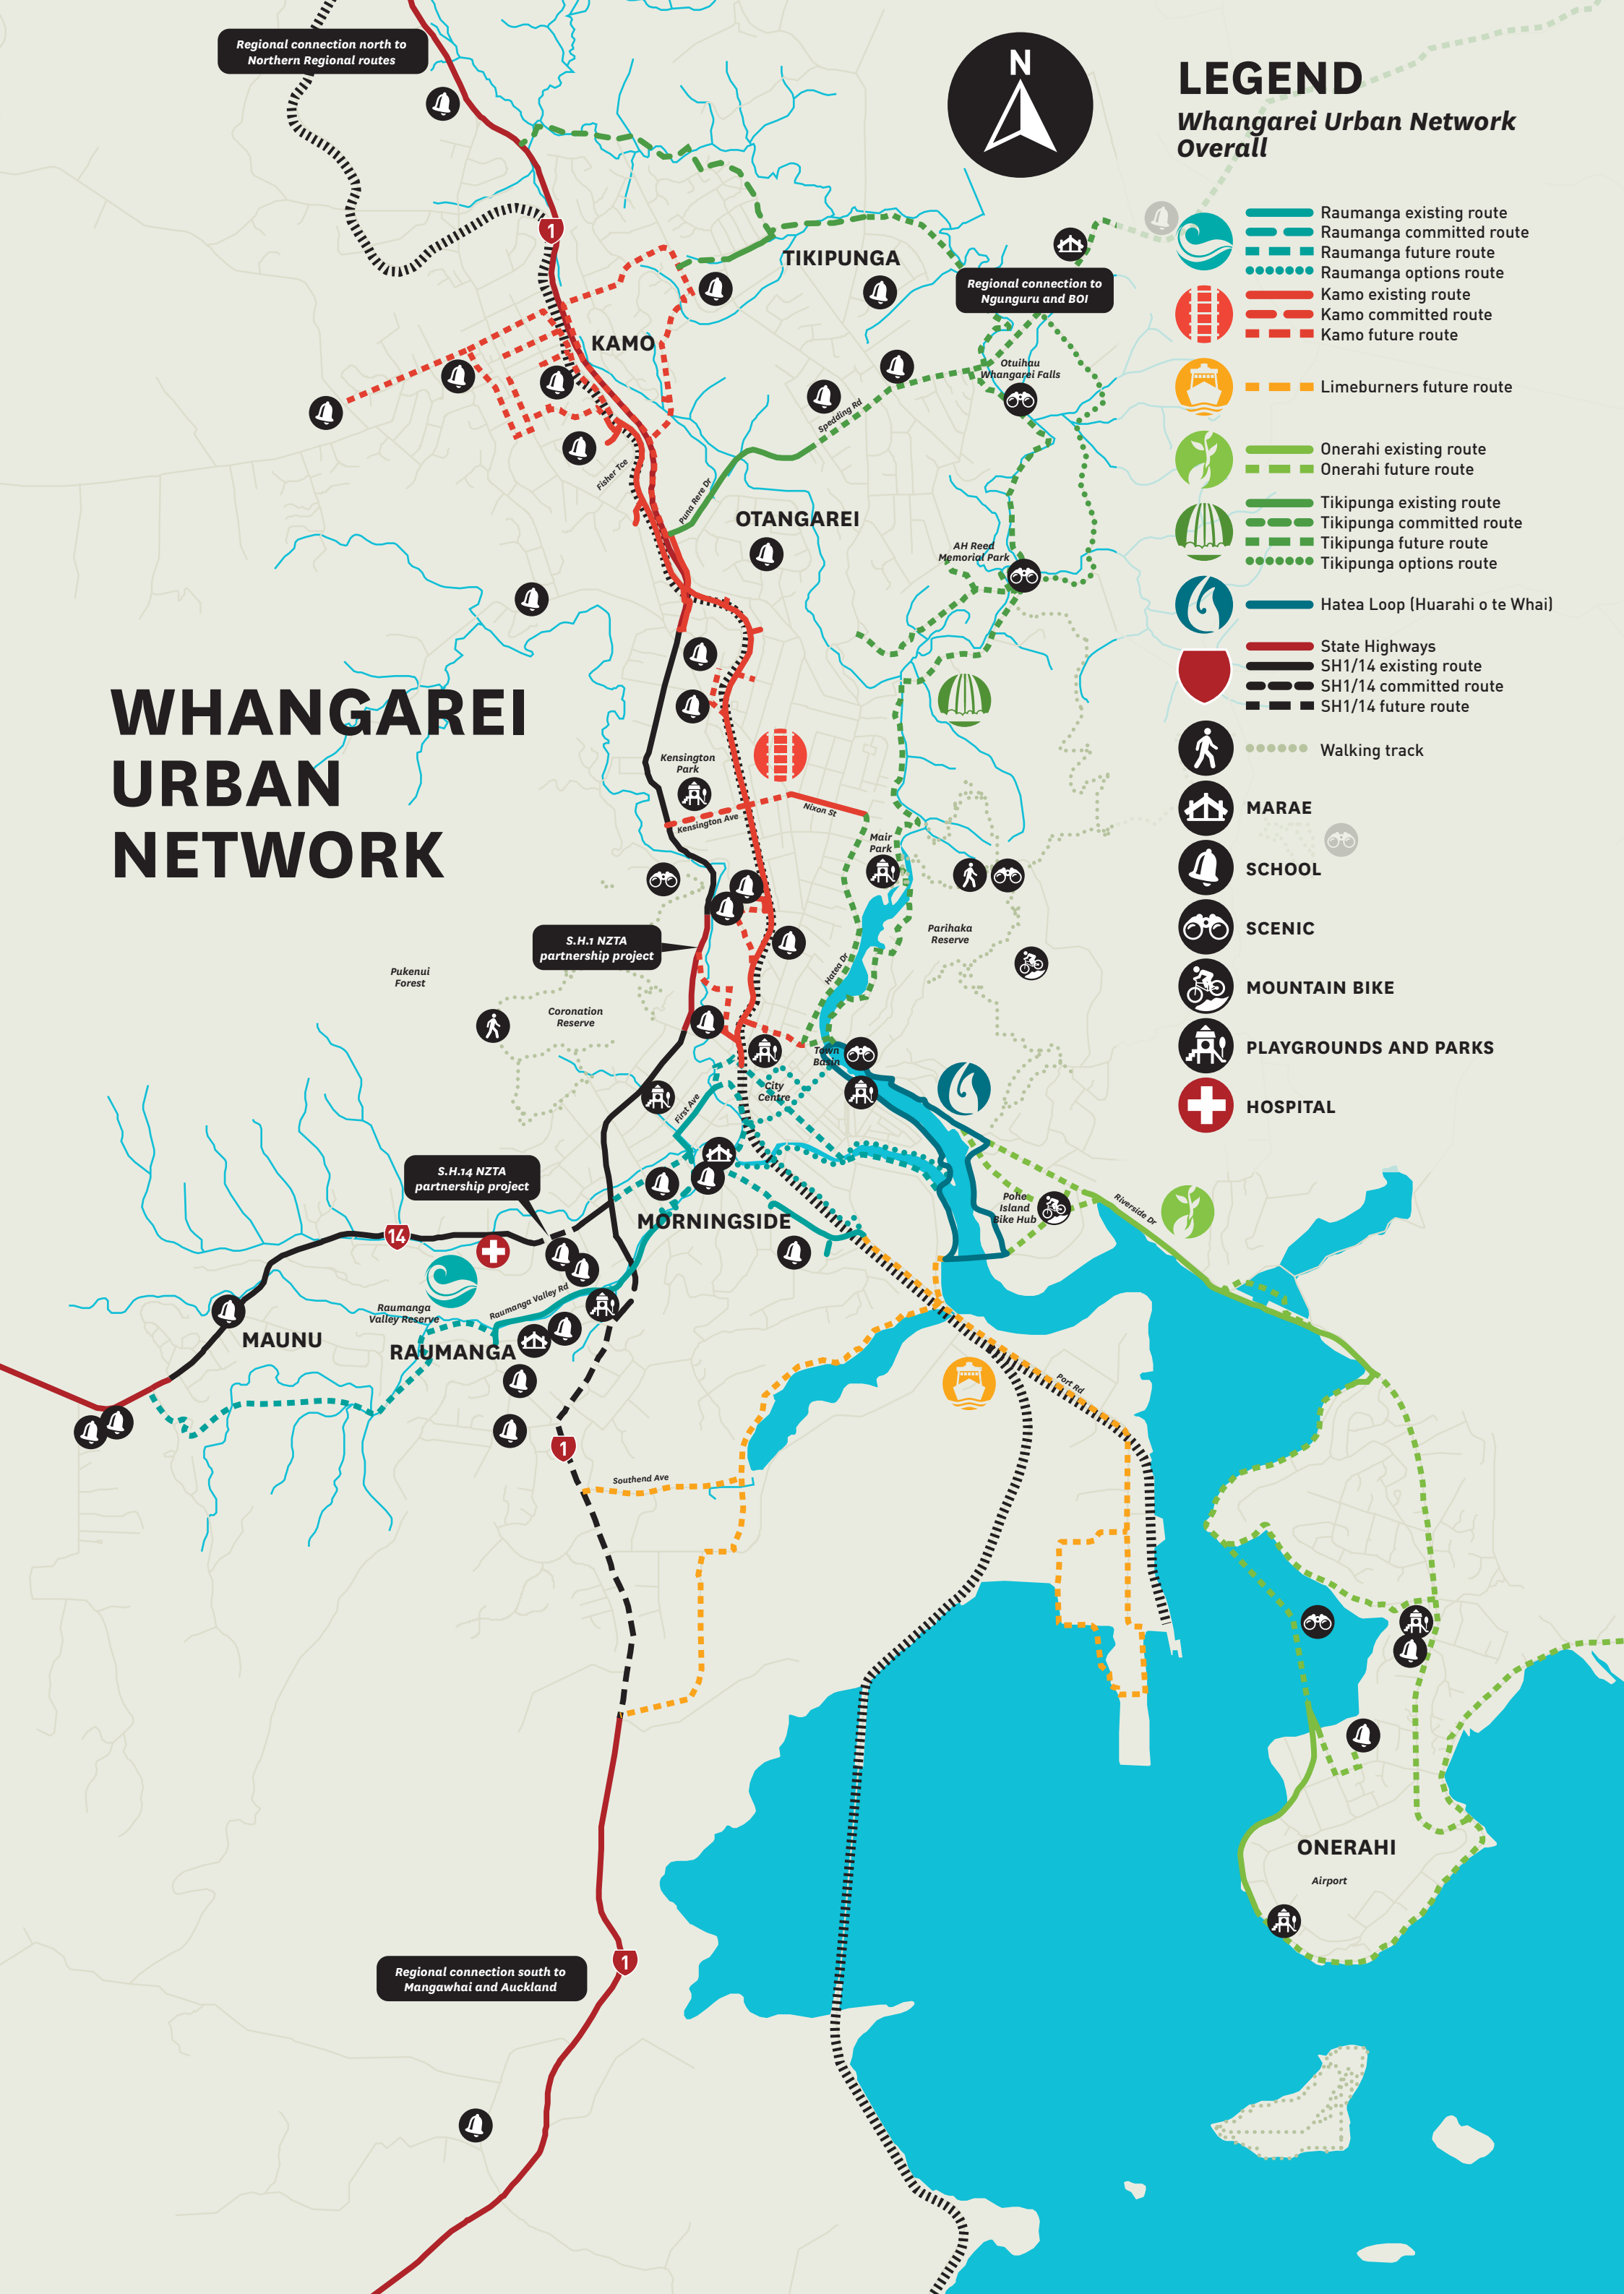 Regional connection north to
Northern Regional routes
N
LEGEND
Whangarei Urban Network
Overall
Raumanga existing route
Raumanga committed route
Raumanga future route
Raumanga options route
Kamo existing route
Kamo committed route
Kamo future route
Limeburners future route
Onerahi existing route
Onerahi future route
Tikipunga existing route
Tikipunga committed route
Tikipunga future route
Tikipunga options route
Hatea Loop (Huarahi o te Whai)
State Highways
SH1/14 existing route
SH1/14 committed route
SH1/14 future route
Walking track
MARAE
SCHOOL
SCENIC
MOUNTAIN BIKE
PLAYGROUNDS AND PARKS
HOSPITAL
WHANGAREI
URBAN
NETWORK
1
TIKIPUNGA
Regional connection to
Ngunguru and BOI
KAMO
Otuihau
Whangarei Falls
Spedding Rd
Fisher Tce
Puna Rere Dr
OTANGAREI
AH Reed
Memorial Park
Kensington
Park
Kensington Ave
Nixon St
Mair
Park
Parihaka
Reserve
S.H.1 NZTA
partnership project
Pukenui
Forest
Coronation
Reserve
Hatea Dr
Town
Basin
City
Centre
First Ave
S.H.14 NZTA
partnership project
MORNINGSIDE
Pohe
Island
Bike Hub
Riverside Dr
14
Raumanga Valley Rd
Raumanga
Valley Reserve
MAUNU
RAUMANGA
Port Rd
1
Southend Ave
ONERAHI
Airport
1
Regional connection south to
Mangawhai and Auckland